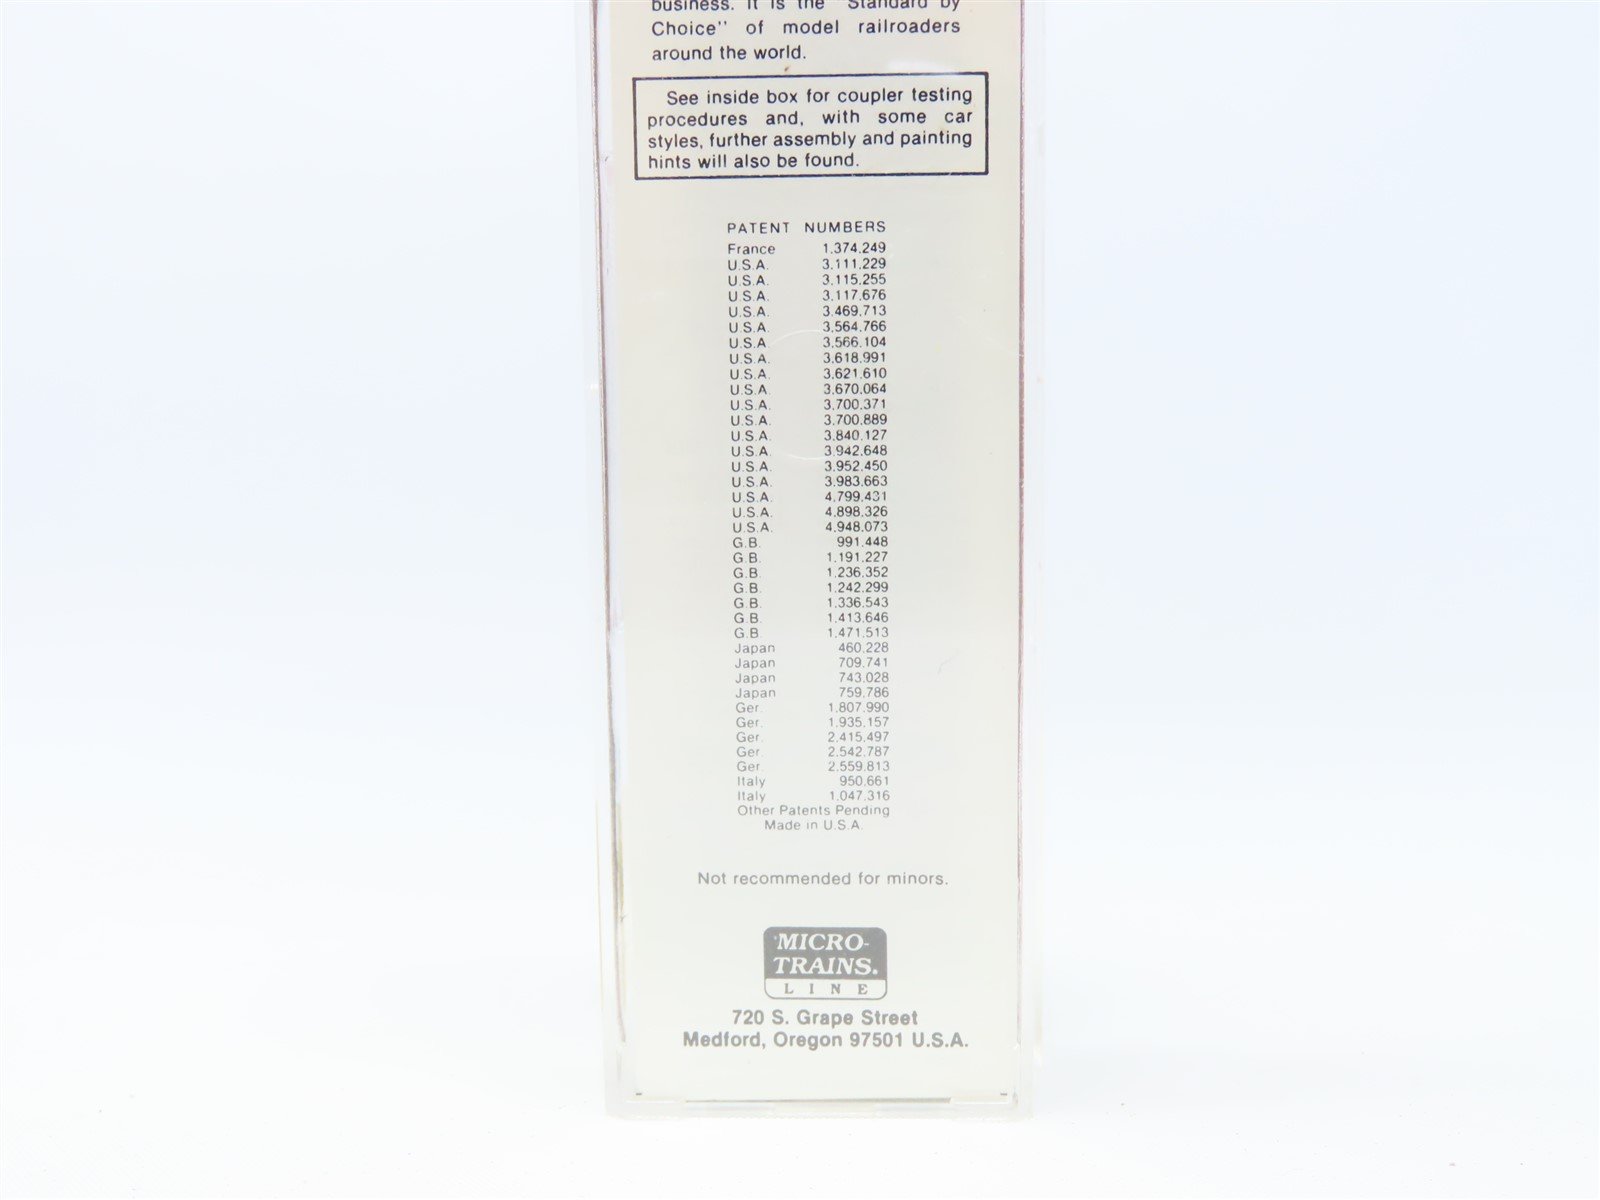 business. It is the "Standard by
Choice" of model railroaders
around the world.
See inside box for coupler testing
procedures and, with some car
styles, further assembly and painting
hints will also be found.
PATENT NUMBERS
France 1.374.249
U.S.A. 3.111.229
U.S.A. 3.115.255
U.S.A. 3.117.676
U.S.A. 3.469.713
U.S.A. 3.564.766
U.S.A. 3.566.104
U.S.A. 3.618.991
U.S.A. 3.621.610
U.S.A. 3.670.064
U.S.A. 3.700.371
U.S.A. 3.700.889
U.S.A. 3.840.127
U.S.A. 3.942.648
U.S.A. 3.952.450
U.S.A. 3.983.663
U.S.A. 4.799.431
U.S.A. 4.898.326
U.S.A. 4.948.073
G.B. 991.448
G.B. 1.191.227
G.B. 1.236.352
G.B. 1.242.299
G.B. 1.336.543
G.B. 1.413.646
G.B. 1.471.513
Japan 460.228
Japan 709.741
Japan 743.028
Japan 759.786
Ger. 1.807.990
Ger. 1.935.157
Ger. 2.415.497
Ger. 2.542.787
Ger. 2.559.813
Italy 950.661
Italy 1.047.316
Other Patents Pending
Made in U.S.A.
Not recommended for minors.
MICRO-
TRAINS.
LINE
720 S. Grape Street
Medford, Oregon 97501 U.S.A.